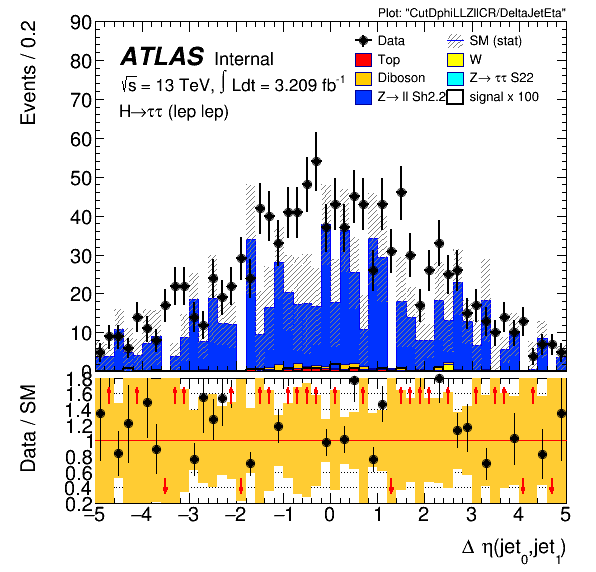 Plot: "CutDphiLLZllCR/DeltaJetEta"
Events / 0.2
90
80
70
60
50
40
30
20
10
0
ATLAS Internal
√s = 13 TeV, ∫ Ldt = 3.209 fb⁻¹
H→ττ (lep lep)
Data
SM (stat)
Top
W
Diboson
Z→ ττ S22
Z→ ll Sh2.2
signal x 100
Data / SM
1.8
1.6
1.4
1.2
1
0.8
0.6
0.4
0.2
−5 −4 −3 −2 −1 0 1 2 3 4 5
Δ η(jet₀,jet₁)